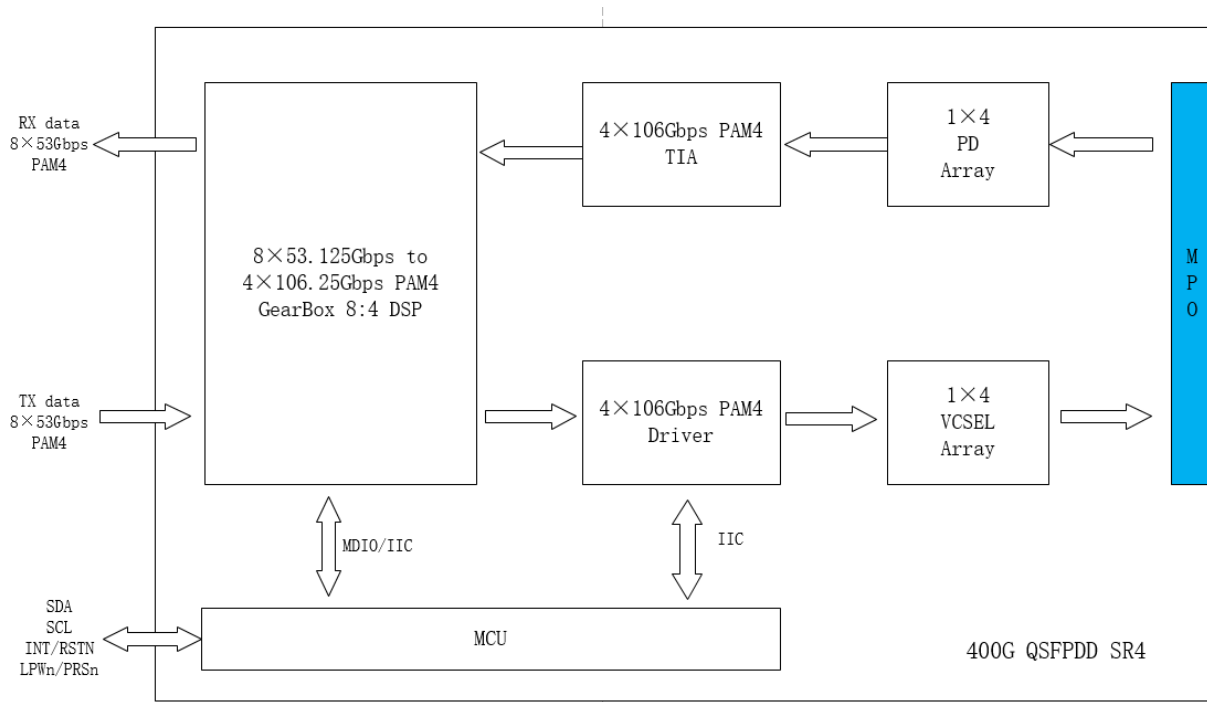 RX data
8×53Gbps
PAM4
8×53.125Gbps to
4×106.25Gbps PAM4
GearBox 8:4 DSP
4×106Gbps PAM4
TIA
1×4
PD
Array
M
P
O
TX data
8×53Gbps
PAM4
4×106Gbps PAM4
Driver
1×4
VCSEL
Array
MDIO/IIC
IIC
SDA
SCL
INT/RSTN
LPWn/PRSn
MCU
400G QSFPDD SR4